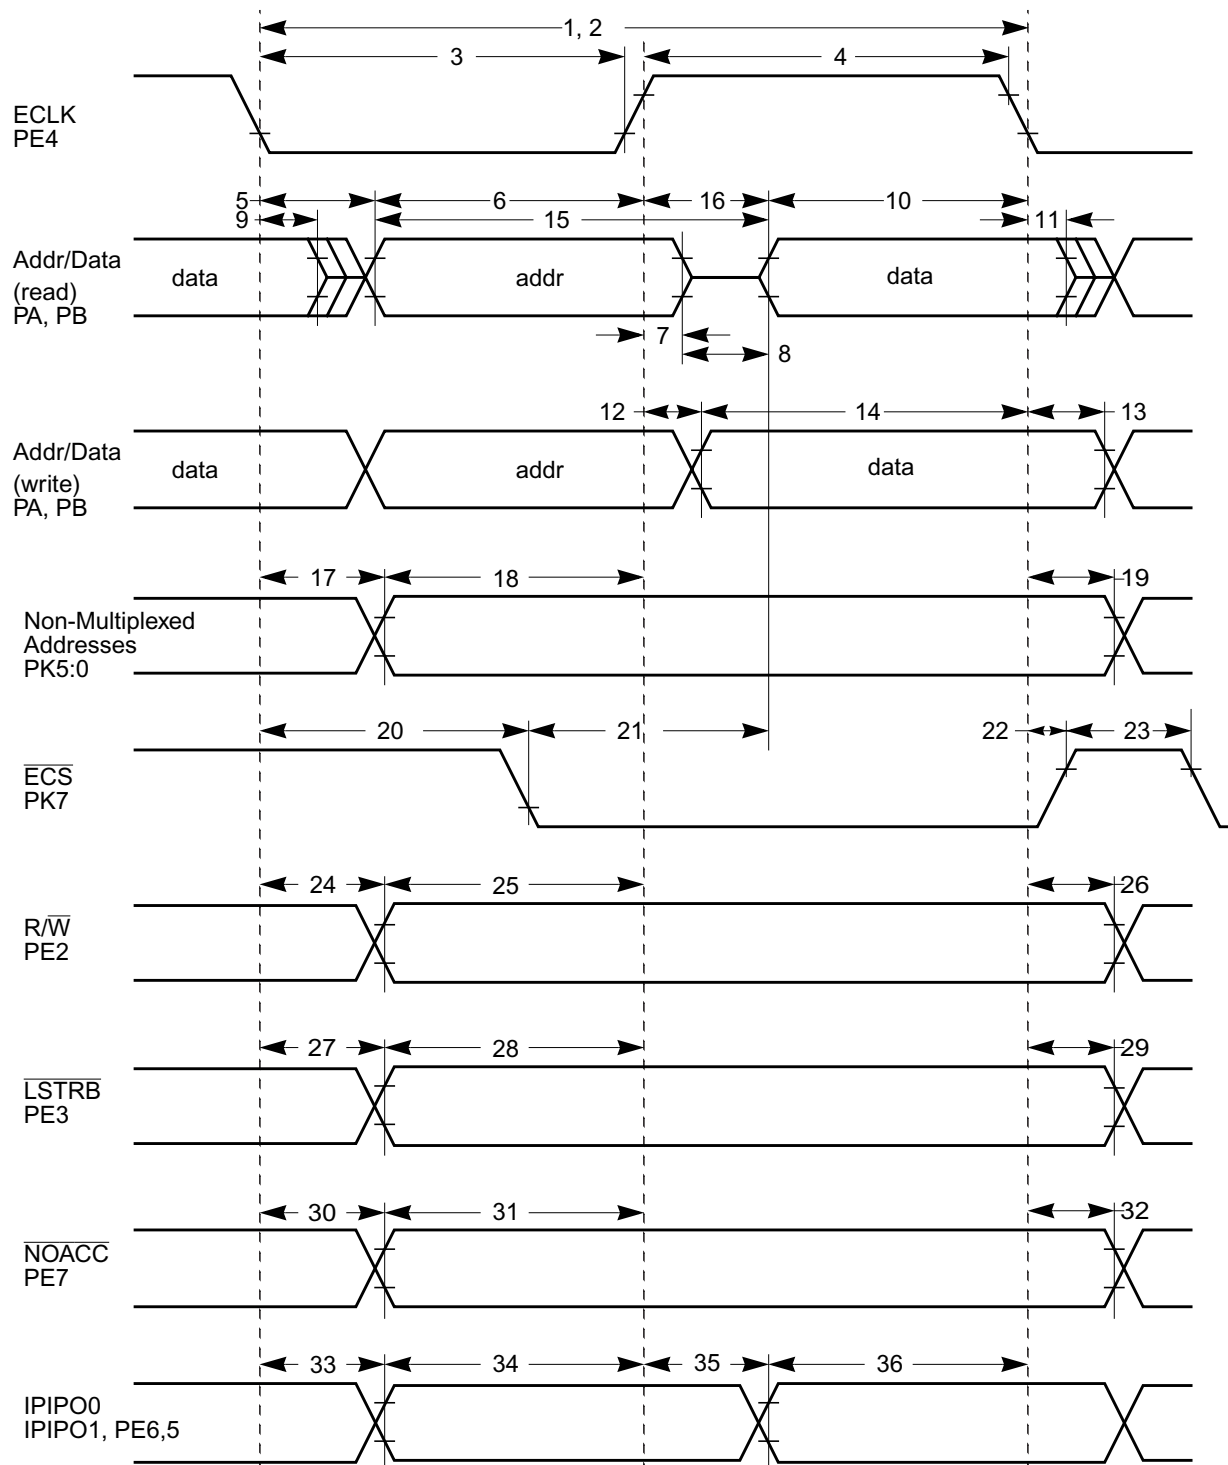 1, 2
3
4
ECLK
PE4
5
6
16
10
9
15
11
Addr/Data
(read)
PA, PB
data
addr
data
7
8
12
14
13
Addr/Data
(write)
PA, PB
data
addr
data
17
18
19
Non-Multiplexed
Addresses
PK5:0
20
21
22
23
ECS
PK7
24
25
26
R/W
PE2
27
28
29
LSTRB
PE3
30
31
32
NOACC
PE7
33
34
35
36
IPIPO0
IPIPO1, PE6,5